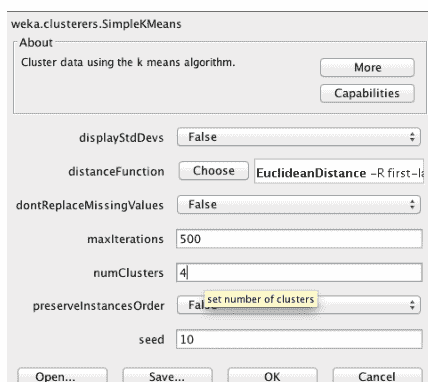 weka.clusterers.SimpleKMeans
About
Cluster data using the k means algorithm.
More
Capabilities
displayStdDevs False
distanceFunction Choose EuclideanDistance -R first-la
dontReplaceMissingValues False
maxIterations 500
numClusters 4
set number of clusters
preserveInstancesOrder
seed 10
Open... Save... OK Cancel